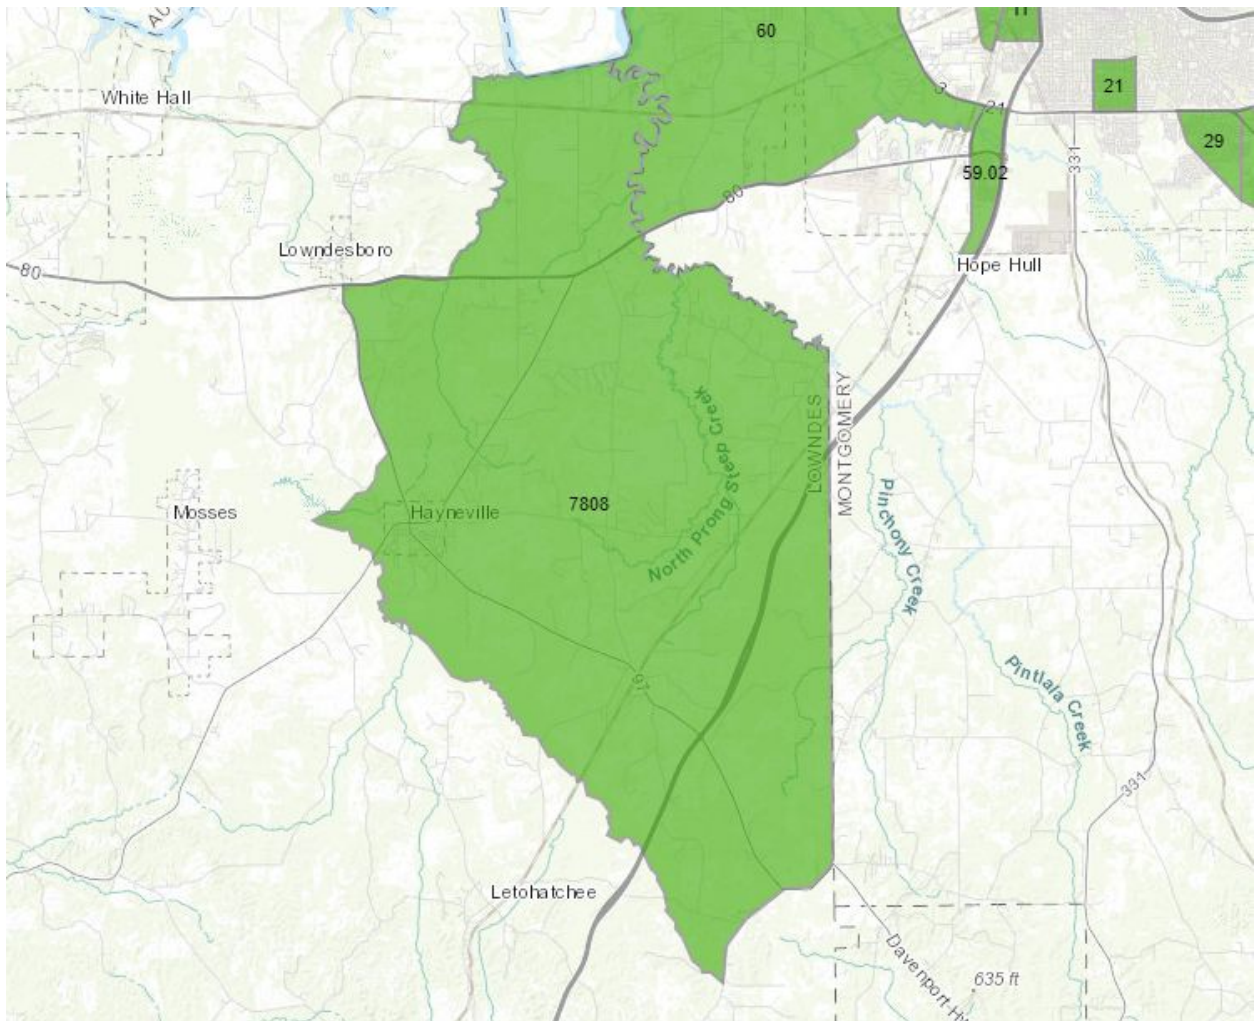 AU
60
11
White Hall
3
21
21
29
331
59.02
80
Lowndesboro
Hope Hull
80
LOWNDES
MONTGOMERY
North Prong Steep Creek
7808
Mosses
Hayneville
Pinchony Creek
97
Pintlala Creek
331
Letohatchee
Davenport-H
635 ft